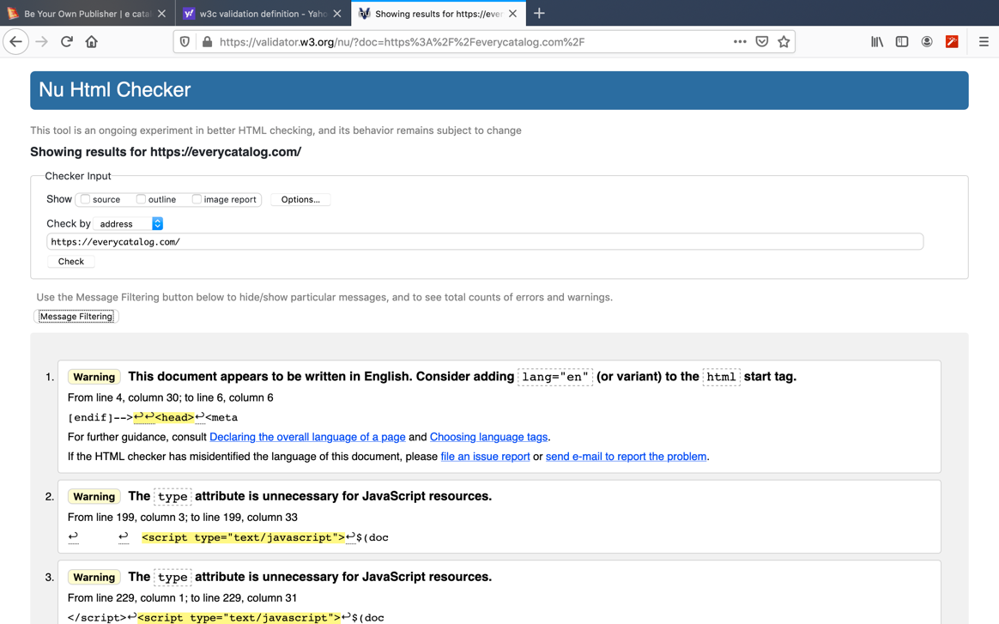 Be Your Own Publisher | e catal
w3c validation definition - Yaho
Showing results for https://ever
https://validator.w3.org/nu/?doc=https%3A%2F%2Feverycatalog.com%2F
Nu Html Checker
This tool is an ongoing experiment in better HTML checking, and its behavior remains subject to change
Showing results for https://everycatalog.com/
Checker Input
Show source outline image report Options...
Check by address
https://everycatalog.com/
Check
Use the Message Filtering button below to hide/show particular messages, and to see total counts of errors and warnings.
Message Filtering
1. Warning This document appears to be written in English. Consider adding lang="en" (or variant) to the html start tag.
From line 4, column 30; to line 6, column 6
[endif]-->↩↩<head>↩<meta
For further guidance, consult Declaring the overall language of a page and Choosing language tags.
If the HTML checker has misidentified the language of this document, please file an issue report or send e-mail to report the problem.
2. Warning The type attribute is unnecessary for JavaScript resources.
From line 199, column 3; to line 199, column 33
↩ ↩ <script type="text/javascript">↩$(doc
3. Warning The type attribute is unnecessary for JavaScript resources.
From line 229, column 1; to line 229, column 31
</script>↩<script type="text/javascript">↩$(doc